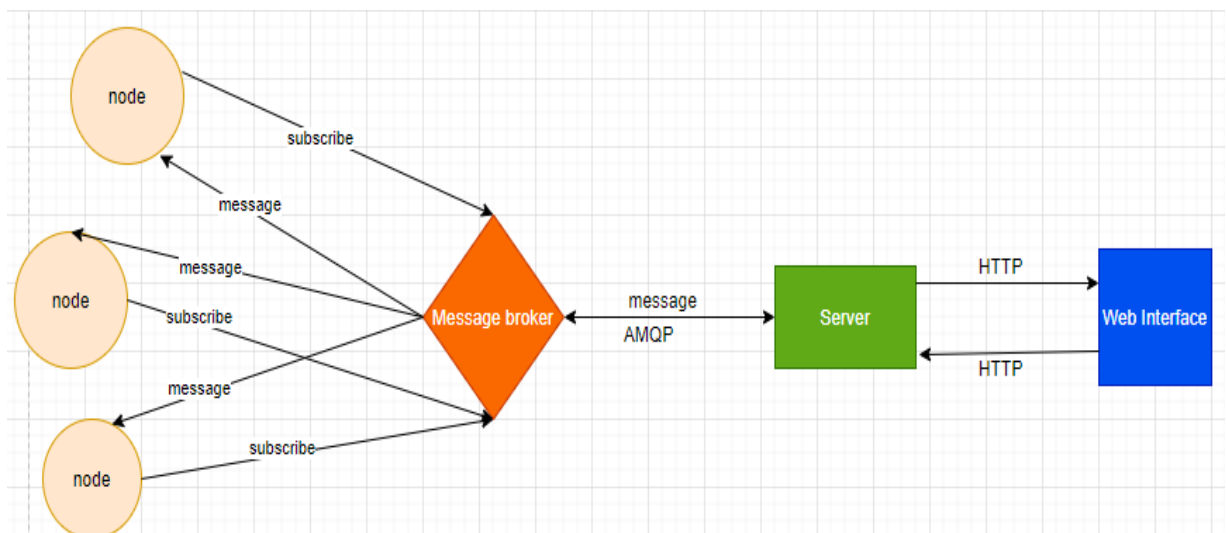 node
subscribe
message
node
message
subscribe
message
node
subscribe
Message broker
message
AMQP
Server
HTTP
HTTP
Web Interface